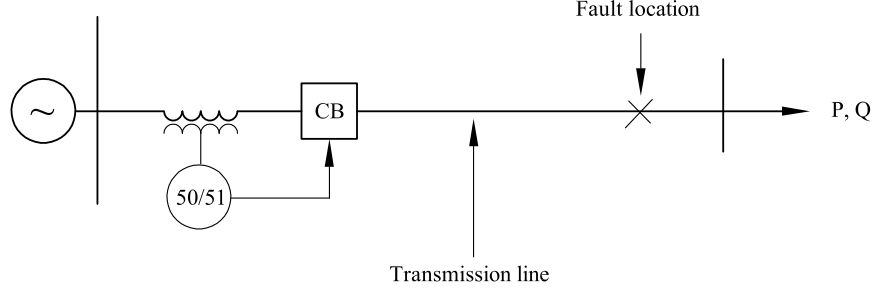 Fault location
~
CB
P, Q
50/51
Transmission line